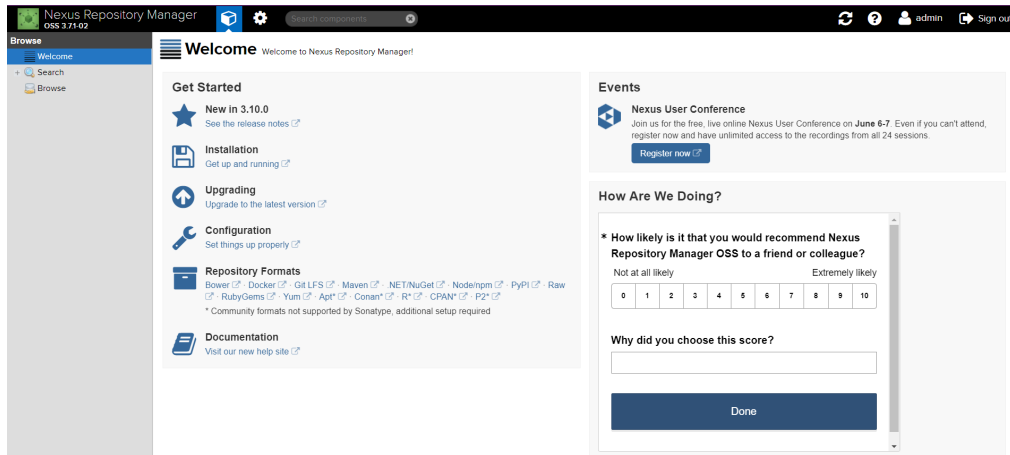 Nexus Repository Manager
OSS 3.7.1-02
Search components
admin
Sign out
Browse
Welcome
Search
Browse
Welcome Welcome to Nexus Repository Manager!
Get Started
New in 3.10.0
See the release notes
Installation
Get up and running
Upgrading
Upgrade to the latest version
Configuration
Set things up properly
Repository Formats
Bower · Docker · Git LFS · Maven · .NET/NuGet · Node/npm · PyPI · Raw
· RubyGems · Yum · Apt* · Conan* · R* · CPAN* · P2*
* Community formats not supported by Sonatype, additional setup required
Documentation
Visit our new help site
Events
Nexus User Conference
Join us for the free, live online Nexus User Conference on June 6-7. Even if you can't attend,
register now and have unlimited access to the recordings from all 24 sessions.
Register now
How Are We Doing?
* How likely is it that you would recommend Nexus
Repository Manager OSS to a friend or colleague?
Not at all likely Extremely likely
0 1 2 3 4 5 6 7 8 9 10
Why did you choose this score?
Done